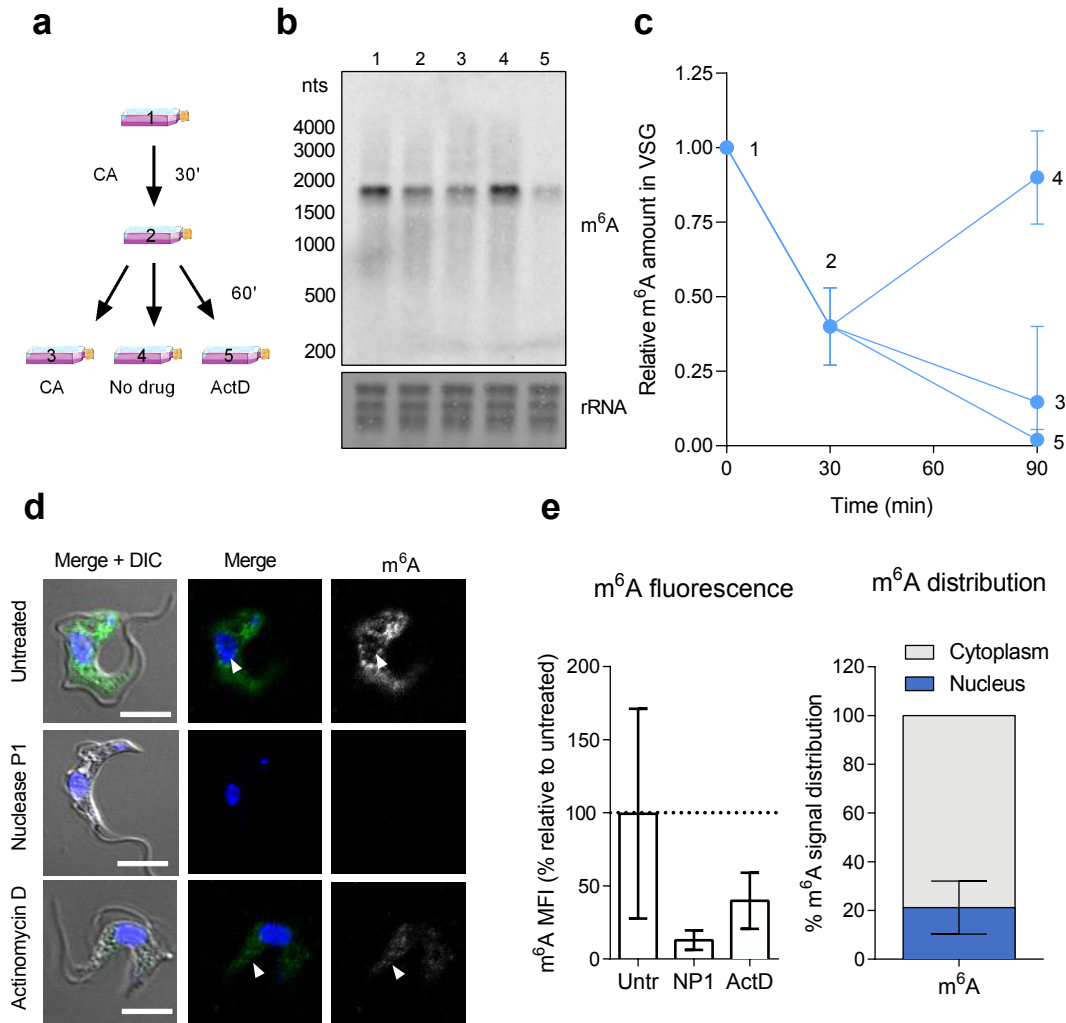 a
1
CA 30'
2
60'
3 4 5
CA No drug ActD
b
1 2 3 4 5
nts
4000
3000
2000
1500
1000
500
200
m⁶A
rRNA
c
Relative m⁶A amount in VSG
1.25
1.00
0.75
0.50
0.25
0.00
1
2
4
3
5
0 30 60 90
Time (min)
d
Merge + DIC Merge m⁶A
Untreated
Nuclease P1
Actinomycin D
e
m⁶A fluorescence
m⁶A MFI (% relative to untreated)
200
150
100
50
0
Untr NP1 ActD
m⁶A distribution
Cytoplasm
Nucleus
% m⁶A signal distribution
120
100
80
60
40
20
0
m⁶A